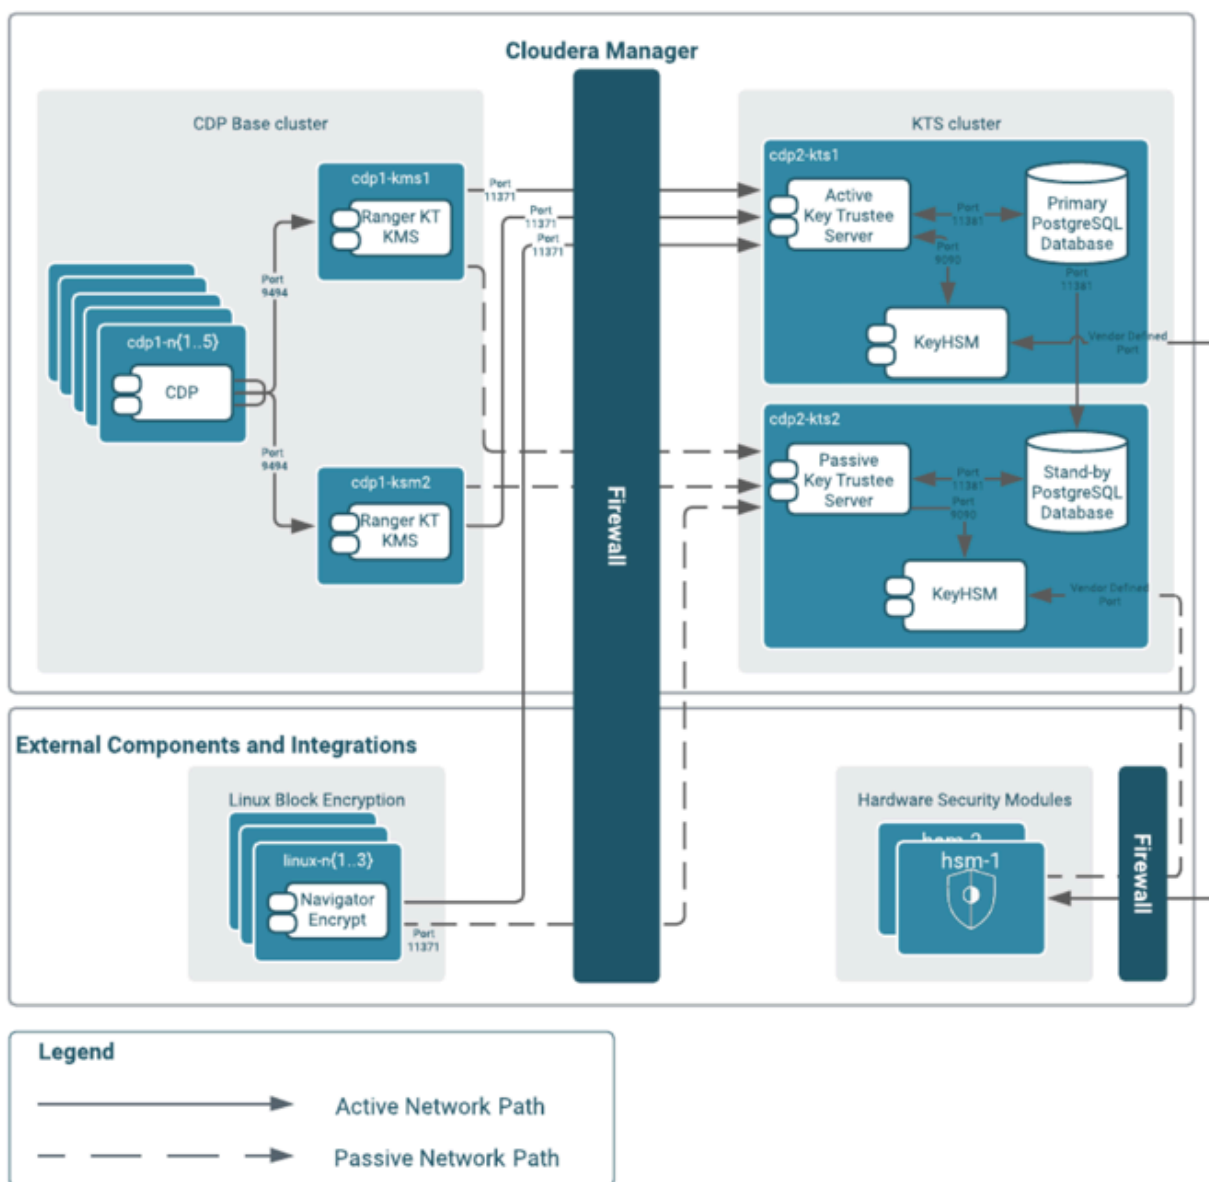 Cloudera Manager
CDP Base cluster
cdp1-kms1
Ranger KT
KMS
Port
9494
cdp1-n{1..5}
CDP
Port
9494
cdp1-ksm2
Ranger KT
KMS
Port
11371
Port
11371
Port
11371
Firewall
KTS cluster
cdp2-kts1
Active
Key Trustee
Server
Port
11381
Primary
PostgreSQL
Database
Port
9090
Port
11381
KeyHSM
Vendor Defined
Port
cdp2-kts2
Passive
Key Trustee
Server
Port
11381
Stand-by
PostgreSQL
Database
Port
9090
KeyHSM
Vendor Defined
Port
External Components and Integrations
Linux Block Encryption
linux-n{1..3}
Navigator
Encrypt
Port
11371
Hardware Security Modules
hsm-2
hsm-1
Firewall
Legend
Active Network Path
Passive Network Path